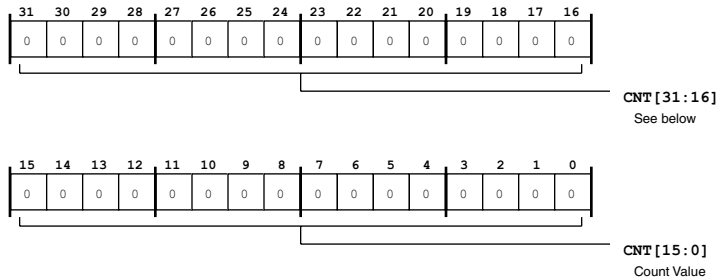 31 30 29 28 27 26 25 24 23 22 21 20 19 18 17 16
0 0 0 0 0 0 0 0 0 0 0 0 0 0 0 0
CNT[31:16]
See below
15 14 13 12 11 10 9 8 7 6 5 4 3 2 1 0
0 0 0 0 0 0 0 0 0 0 0 0 0 0 0 0
CNT[15:0]
Count Value